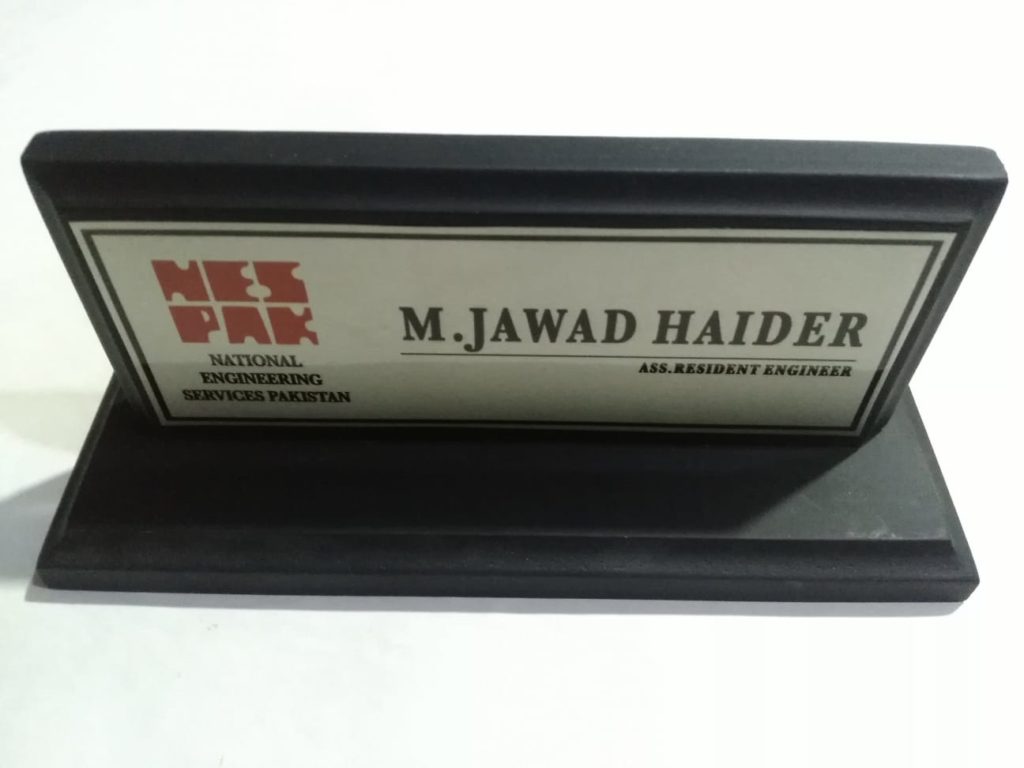 NES
PAK
NATIONAL
ENGINEERING
SERVICES PAKISTAN
M.JAWAD HAIDER
ASS.RESIDENT ENGINEER